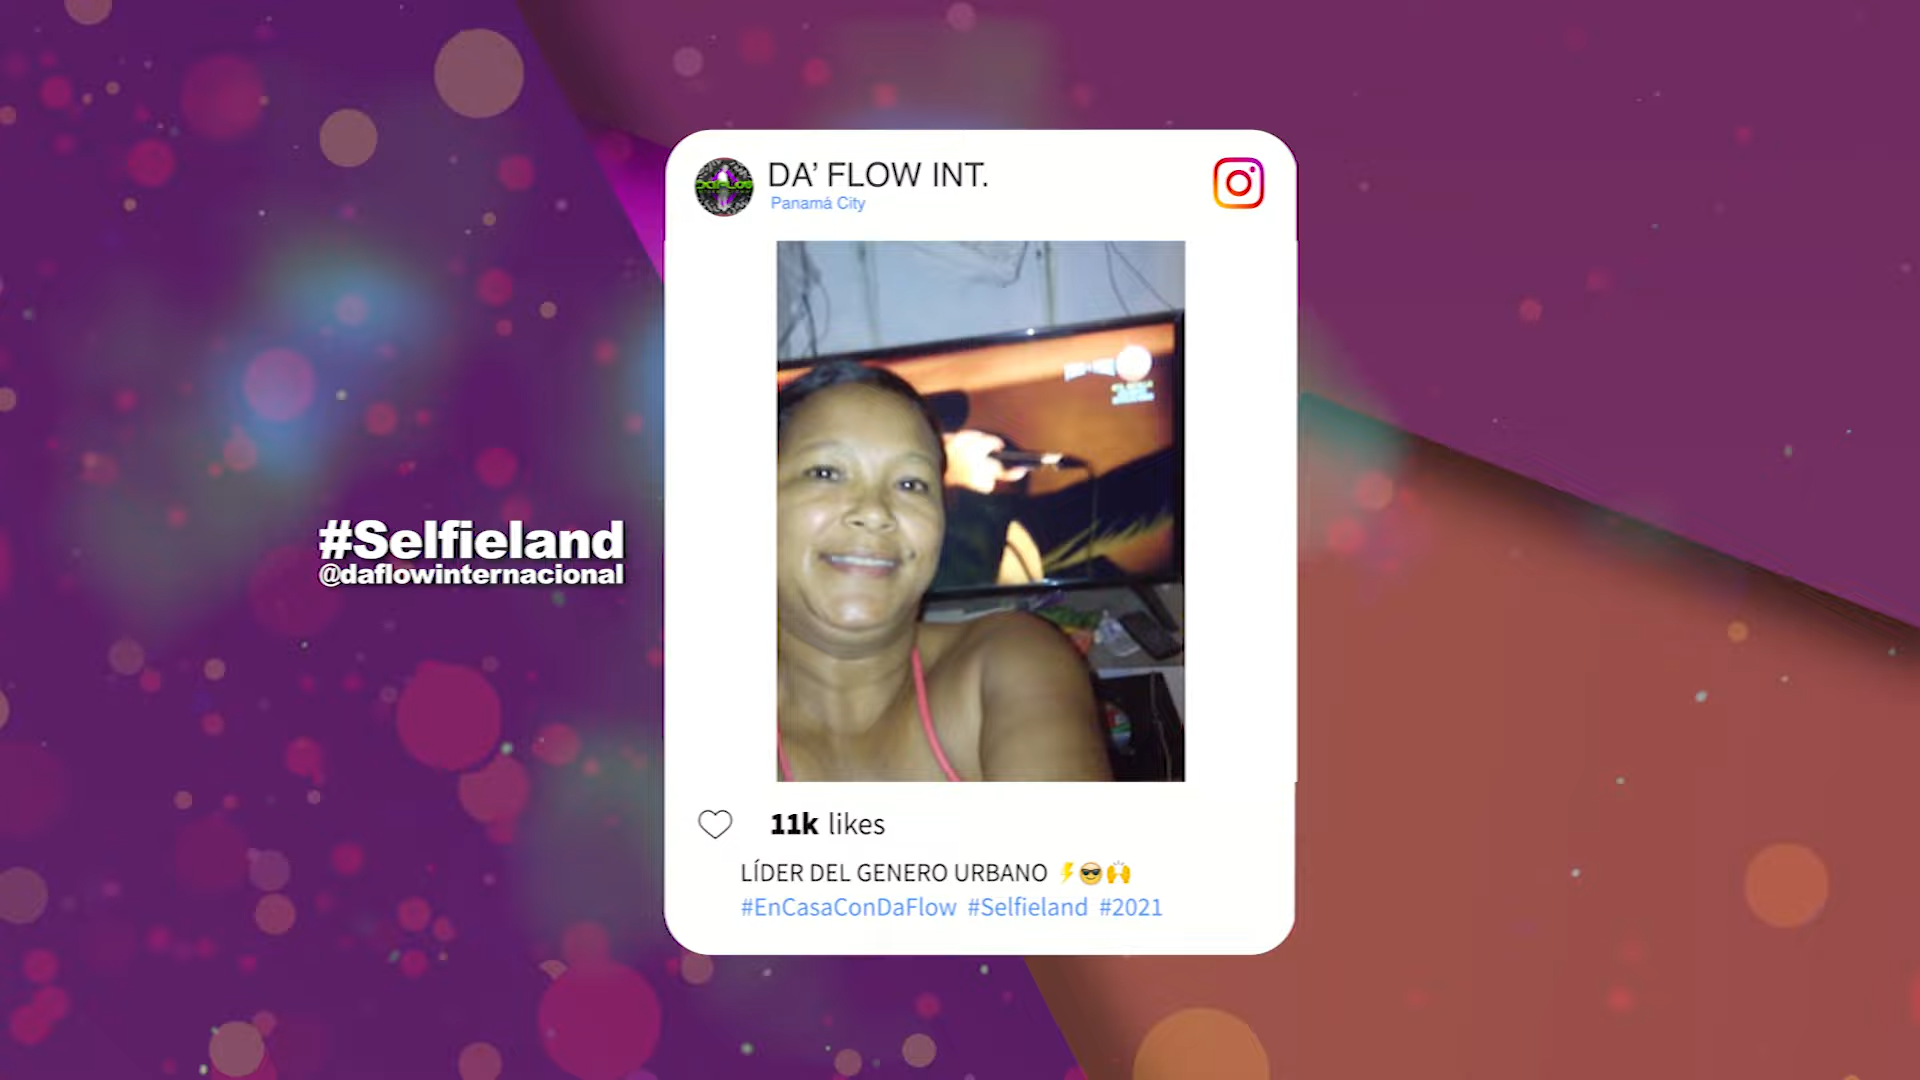 DA’ FLOW INT.
Panamá City
#Selfieland
@daflowinternacional
11k likes
LÍDER DEL GENERO URBANO ⚡😎🙌
#EnCasaConDaFlow #Selfieland #2021